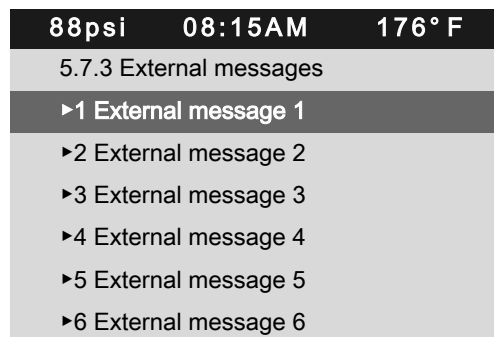 88psi 08:15AM 176°F
5.7.3 External messages
▶1 External message 1
▶2 External message 2
▶3 External message 3
▶4 External message 4
▶5 External message 5
▶6 External message 6